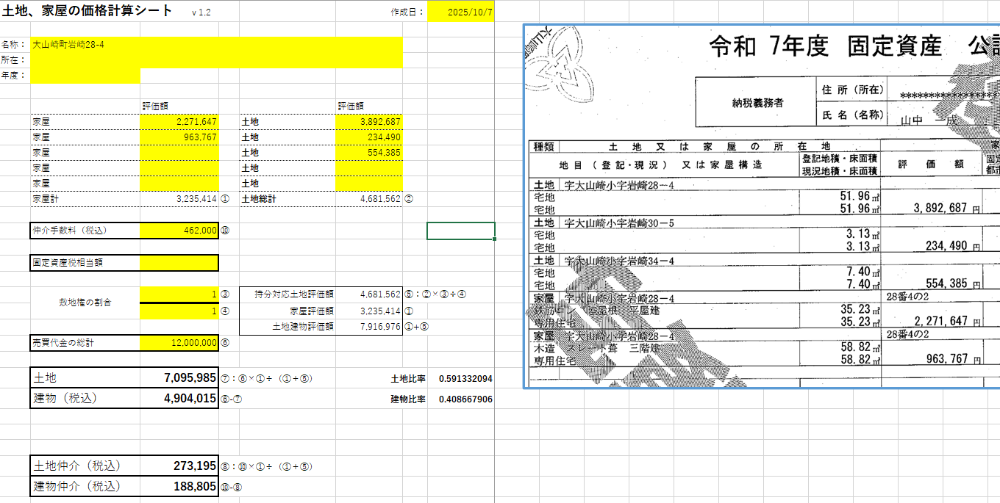 土地、家屋の価格計算シート v 1.2 作成日： 2025/10/7
名称： 大山崎町岩崎28-4
所在：
年度：
評価額 評価額
家屋 2,271,647 土地 3,892,687
家屋 963,767 土地 234,490
家屋 土地 554,385
家屋 土地
家屋 土地
家屋計 3,235,414 ① 土地総計 4,681,562 ②
仲介手数料（税込） 462,000 ⑩
固定資産税相当額
敷地権の割合
1 ③
1 ④
持分対応土地評価額 4,681,562 ⑤：②×③÷④
家屋評価額 3,235,414 ①
土地建物評価額 7,916,976 ①+⑤
売買代金の総計 12,000,000 ⑥
土地 7,095,985 ⑦：⑥×①÷（①+⑤） 土地比率 0.591332094
建物（税込） 4,904,015 ⑥-⑦ 建物比率 0.408667906
土地仲介（税込） 273,195 ⑧：⑩×①÷（①+⑤）
建物仲介（税込） 188,805 ⑩-⑧
令和 7年度 固定資産 公
納税義務者
住 所（所在） ******************
氏 名（名称） 山中 一成
種類 土 地 又 は 家 屋 の 所 在 地 家
地 目 （ 登 記 ・ 現 況 ） 又 は 家 屋 構 造
登記地積・床面積
現況地積・床面積
評 価 額
固定
都市
土地 字大山崎小字岩崎28－4
宅地 51.96㎡
宅地 51.96㎡ 3,892,687 円
土地 字大山崎小字岩崎30－5
宅地 3.13㎡
宅地 3.13㎡ 234,490 円
土地 字大山崎小字岩崎34－4
宅地 7.40㎡
宅地 7.40㎡ 554,385 円
家屋 字大山崎小字岩崎28－4 28番4の2
鉄筋コン 陸屋根 平屋建 35.23㎡
専用住宅 35.23㎡ 2,271,647 円
家屋 字大山崎小字岩崎28－4 28番4の2
木造 スレート葺 三階建 58.82㎡
専用住宅 58.82㎡ 963,767 円